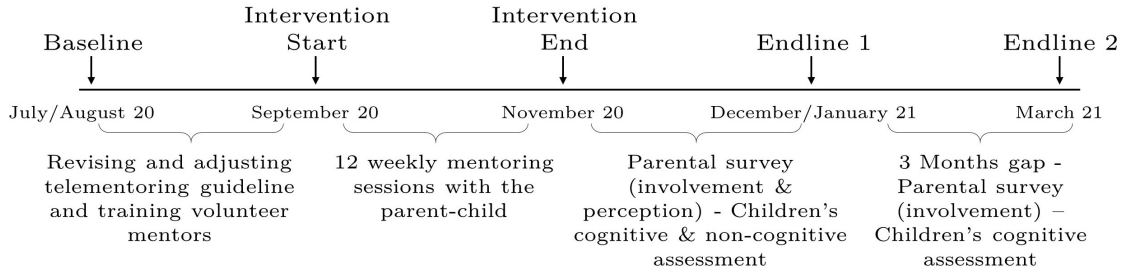 Baseline
Intervention
Start
Intervention
End
Endline 1
Endline 2
July/August 20
September 20
November 20
December/January 21
March 21
Revising and adjusting
telementoring guideline
and training volunteer
mentors
12 weekly mentoring
sessions with the
parent-child
Parental survey
(involvement &
perception) - Children's
cognitive & non-cognitive
assessment
3 Months gap -
Parental survey
(involvement) –
Children's cognitive
assessment